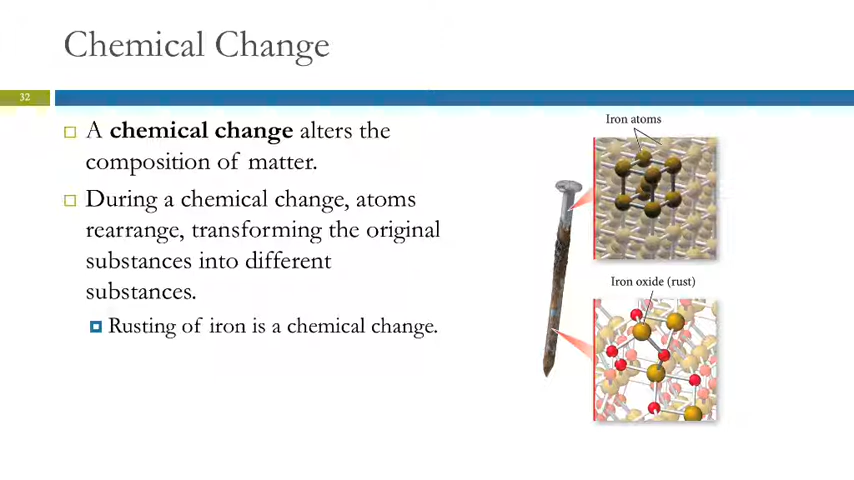 Chemical Change
32
A chemical change alters the
composition of matter.
During a chemical change, atoms
rearrange, transforming the original
substances into different
substances.
Rusting of iron is a chemical change.
Iron atoms
Iron oxide (rust)